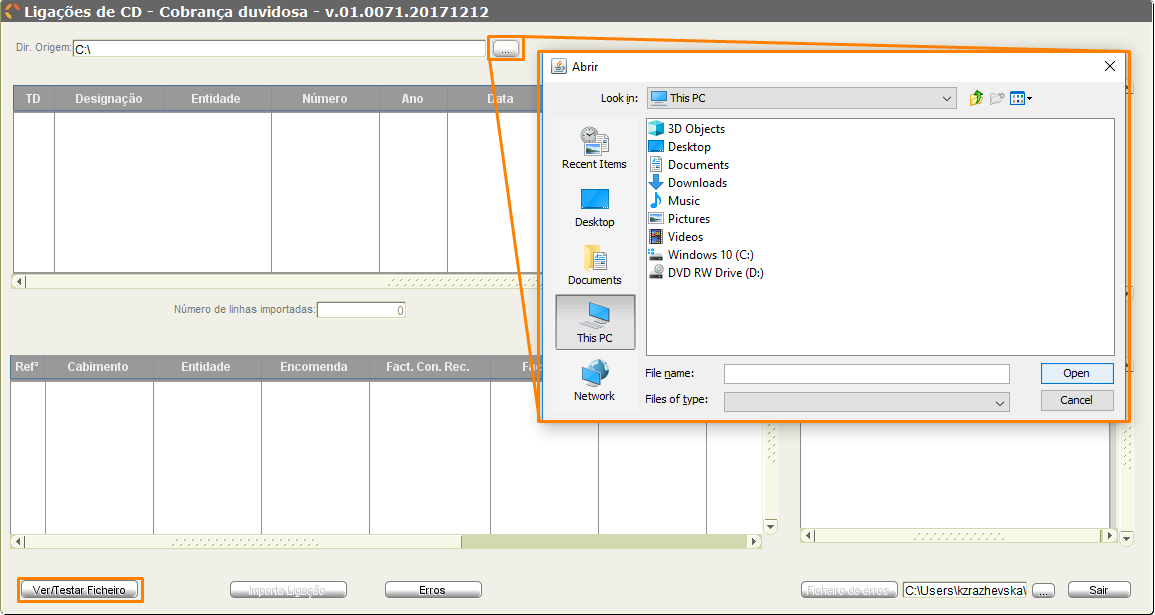 Ligações de CD - Cobrança duvidosa - v.01.0071.20171212
Dir. Origem: C:\ ...
TD Designação Entidade Número Ano Data
Número de linhas importadas: 0
Refª Cabimento Entidade Encomenda Fact. Con. Rec.
Abrir
Look in: This PC
Recent Items
Desktop
Documents
This PC
Network
3D Objects
Desktop
Documents
Downloads
Music
Pictures
Videos
Windows 10 (C:)
DVD RW Drive (D:)
File name: Open
Files of type: Cancel
Ver/Testar Ficheiro Importa Ligação Erros Ficheiro de erros C:\Users\kzrazhevska\ ... Sair